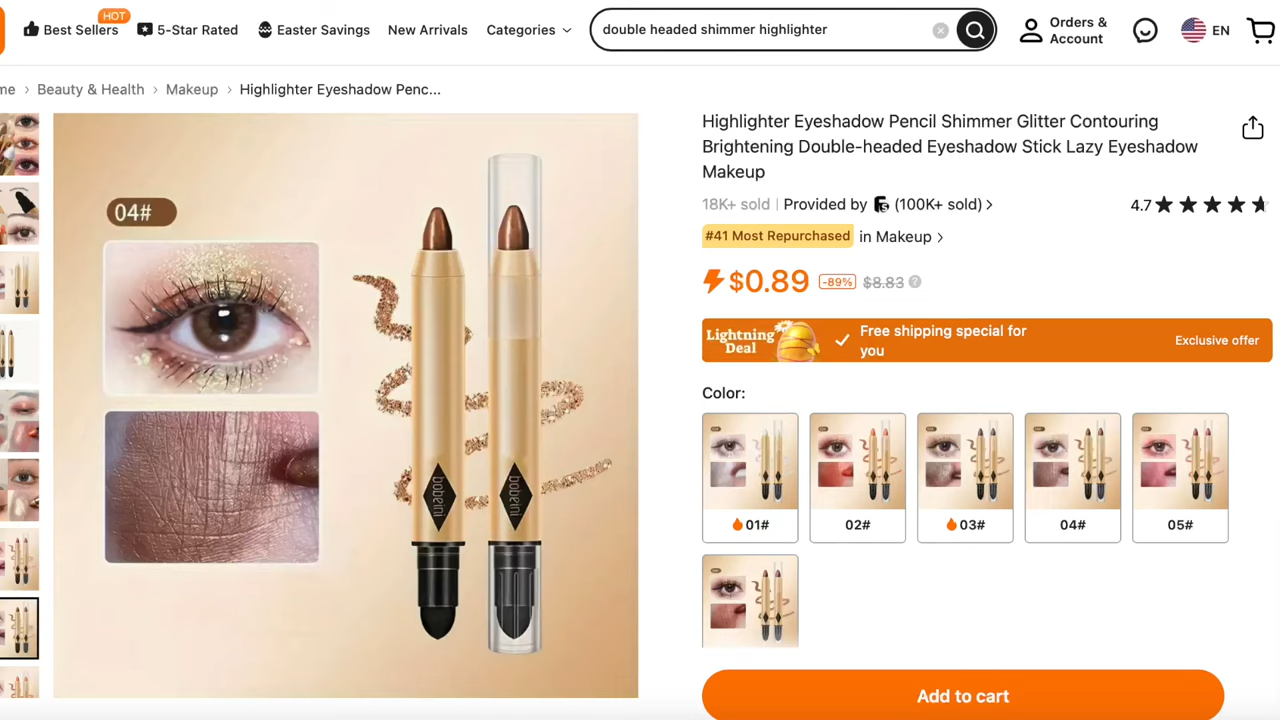 HOT
Best Sellers
5-Star Rated
Easter Savings
New Arrivals
Categories
double headed shimmer highlighter
Orders &
Account
EN
me › Beauty & Health › Makeup › Highlighter Eyeshadow Penc...
04#
bobeini
bobeini
Highlighter Eyeshadow Pencil Shimmer Glitter Contouring
Brightening Double-headed Eyeshadow Stick Lazy Eyeshadow
Makeup
18K+ sold | Provided by (100K+ sold) >
4.7
#41 Most Repurchased in Makeup >
$0.89 -89% $8.83 ?
Lightning
Deal
Free shipping special for
you
Exclusive offer
Color:
01#
02#
03#
04#
05#
Add to cart